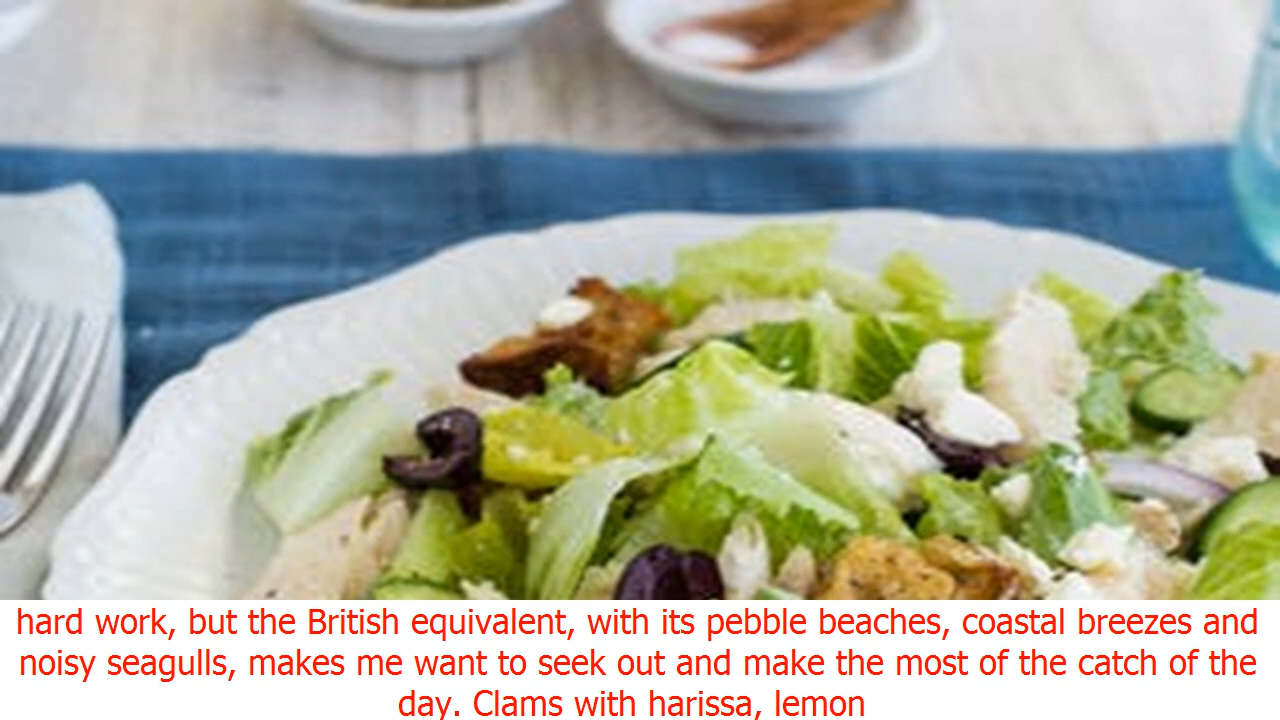 hard work, but the British equivalent, with its pebble beaches, coastal breezes and
noisy seagulls, makes me want to seek out and make the most of the catch of the
day. Clams with harissa, lemon